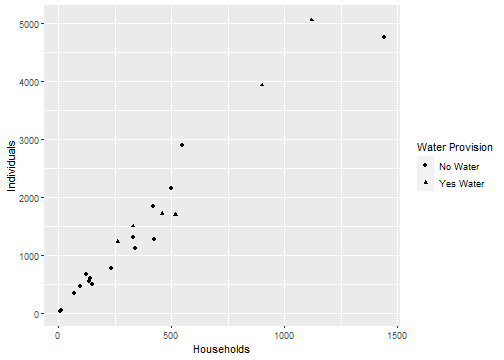 5000
4000
3000
2000
1000
0
Individuals
0 500 1000 1500
Households
Water Provision
No Water
Yes Water